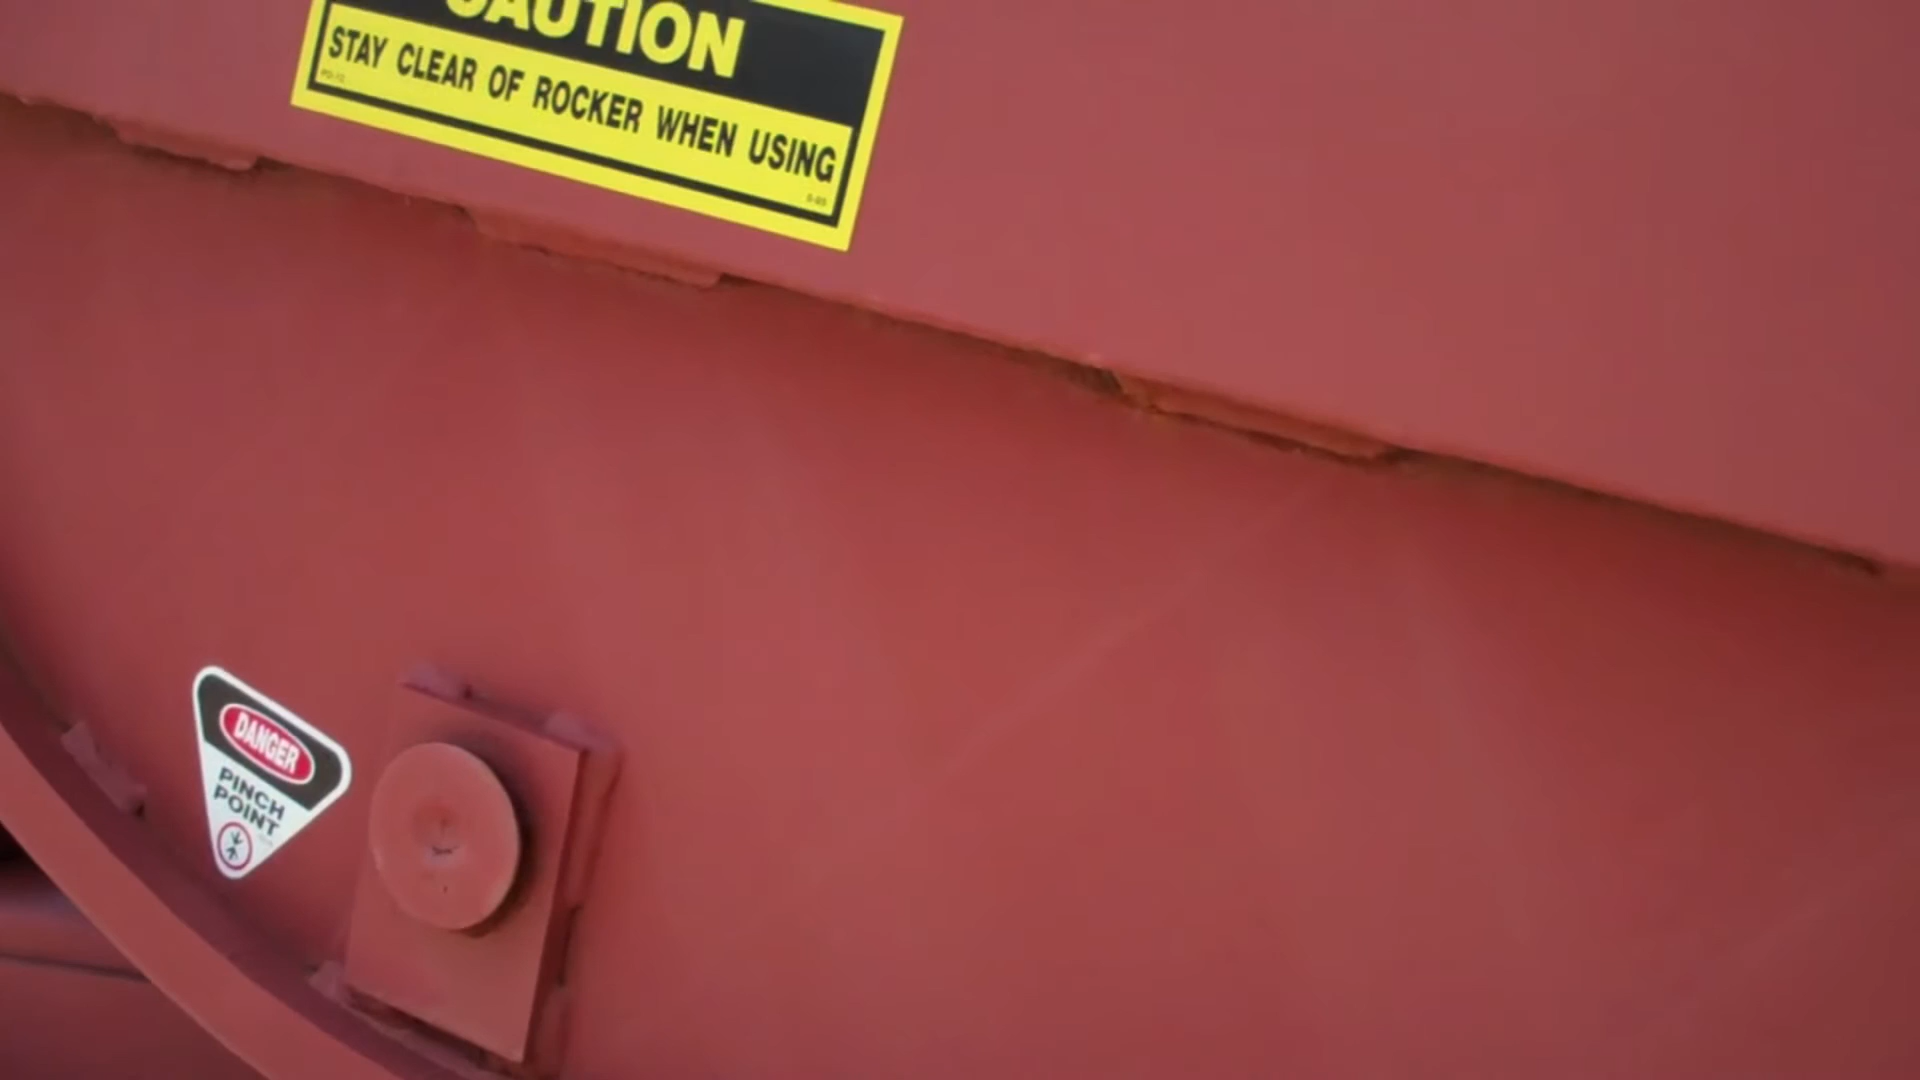 CAUTION
STAY CLEAR OF ROCKER WHEN USING
DANGER
PINCH
POINT